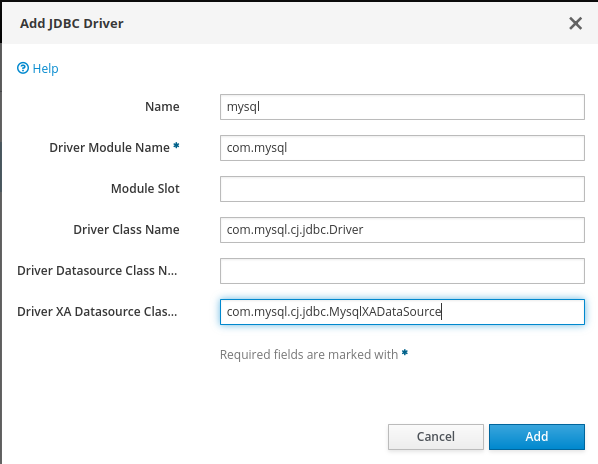 Add JDBC Driver
Help
Name mysql
Driver Module Name * com.mysql
Module Slot
Driver Class Name com.mysql.cj.jdbc.Driver
Driver Datasource Class N...
Driver XA Datasource Clas... com.mysql.cj.jdbc.MysqlXADataSource
Required fields are marked with *
Cancel Add